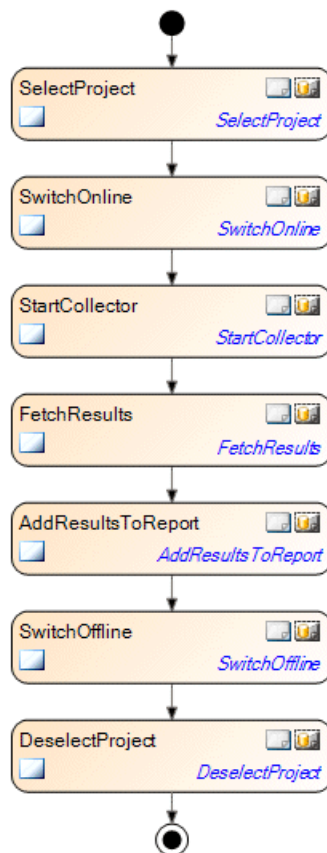 SelectProject
SelectProject
SwitchOnline
SwitchOnline
StartCollector
StartCollector
FetchResults
FetchResults
AddResultsToReport
AddResultsToReport
SwitchOffline
SwitchOffline
DeselectProject
DeselectProject